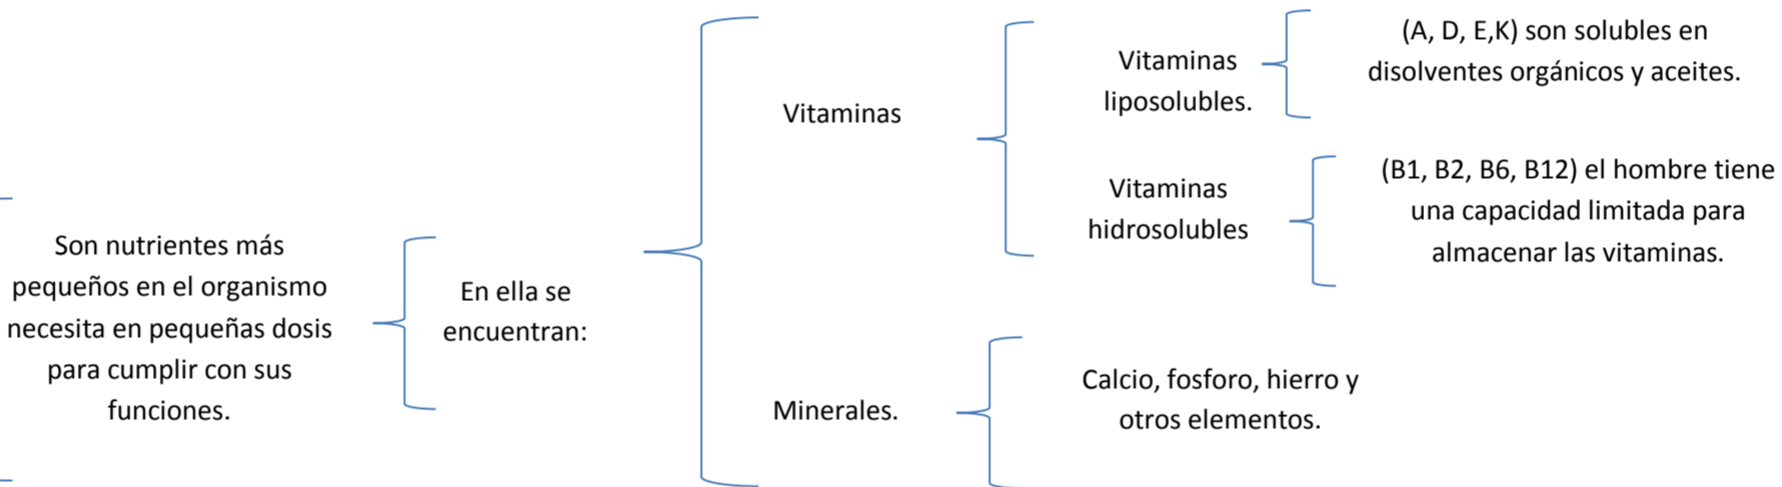 Son nutrientes más
pequeños en el organismo
necesita en pequeñas dosis
para cumplir con sus
funciones.
En ella se
encuentran:
Vitaminas
Vitaminas
liposolubles.
(A, D, E,K) son solubles en
disolventes orgánicos y aceites.
Vitaminas
hidrosolubles
(B1, B2, B6, B12) el hombre tiene
una capacidad limitada para
almacenar las vitaminas.
Minerales.
Calcio, fosforo, hierro y
otros elementos.